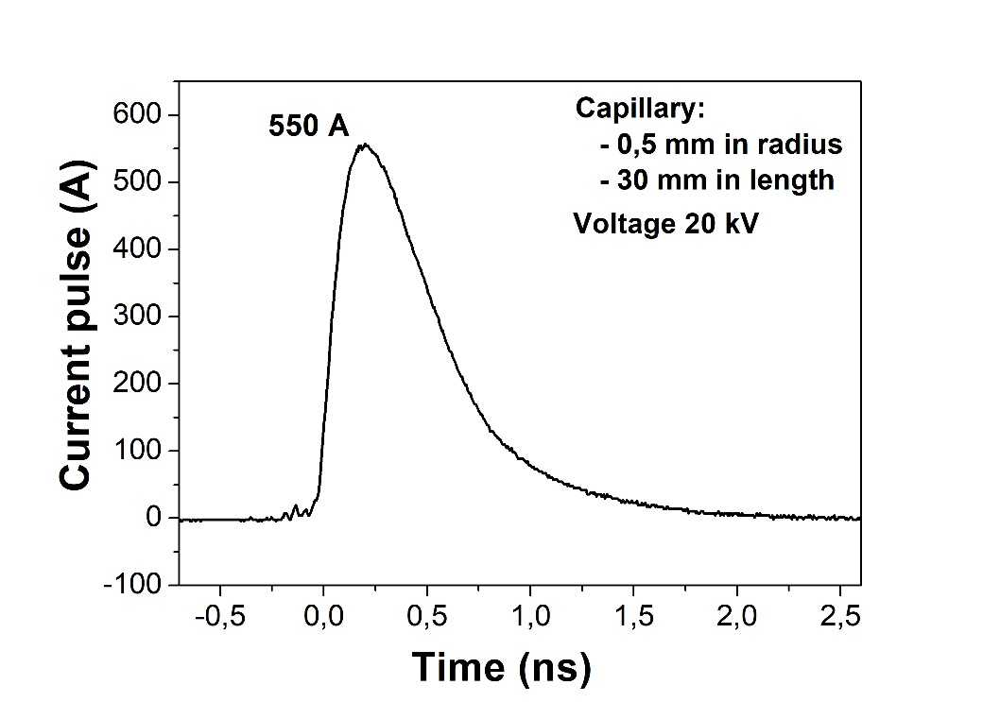 550 A
Capillary:
- 0,5 mm in radius
- 30 mm in length
Voltage 20 kV
Current pulse (A)
600
500
400
300
200
100
0
-100
-0,5 0,0 0,5 1,0 1,5 2,0 2,5
Time (ns)